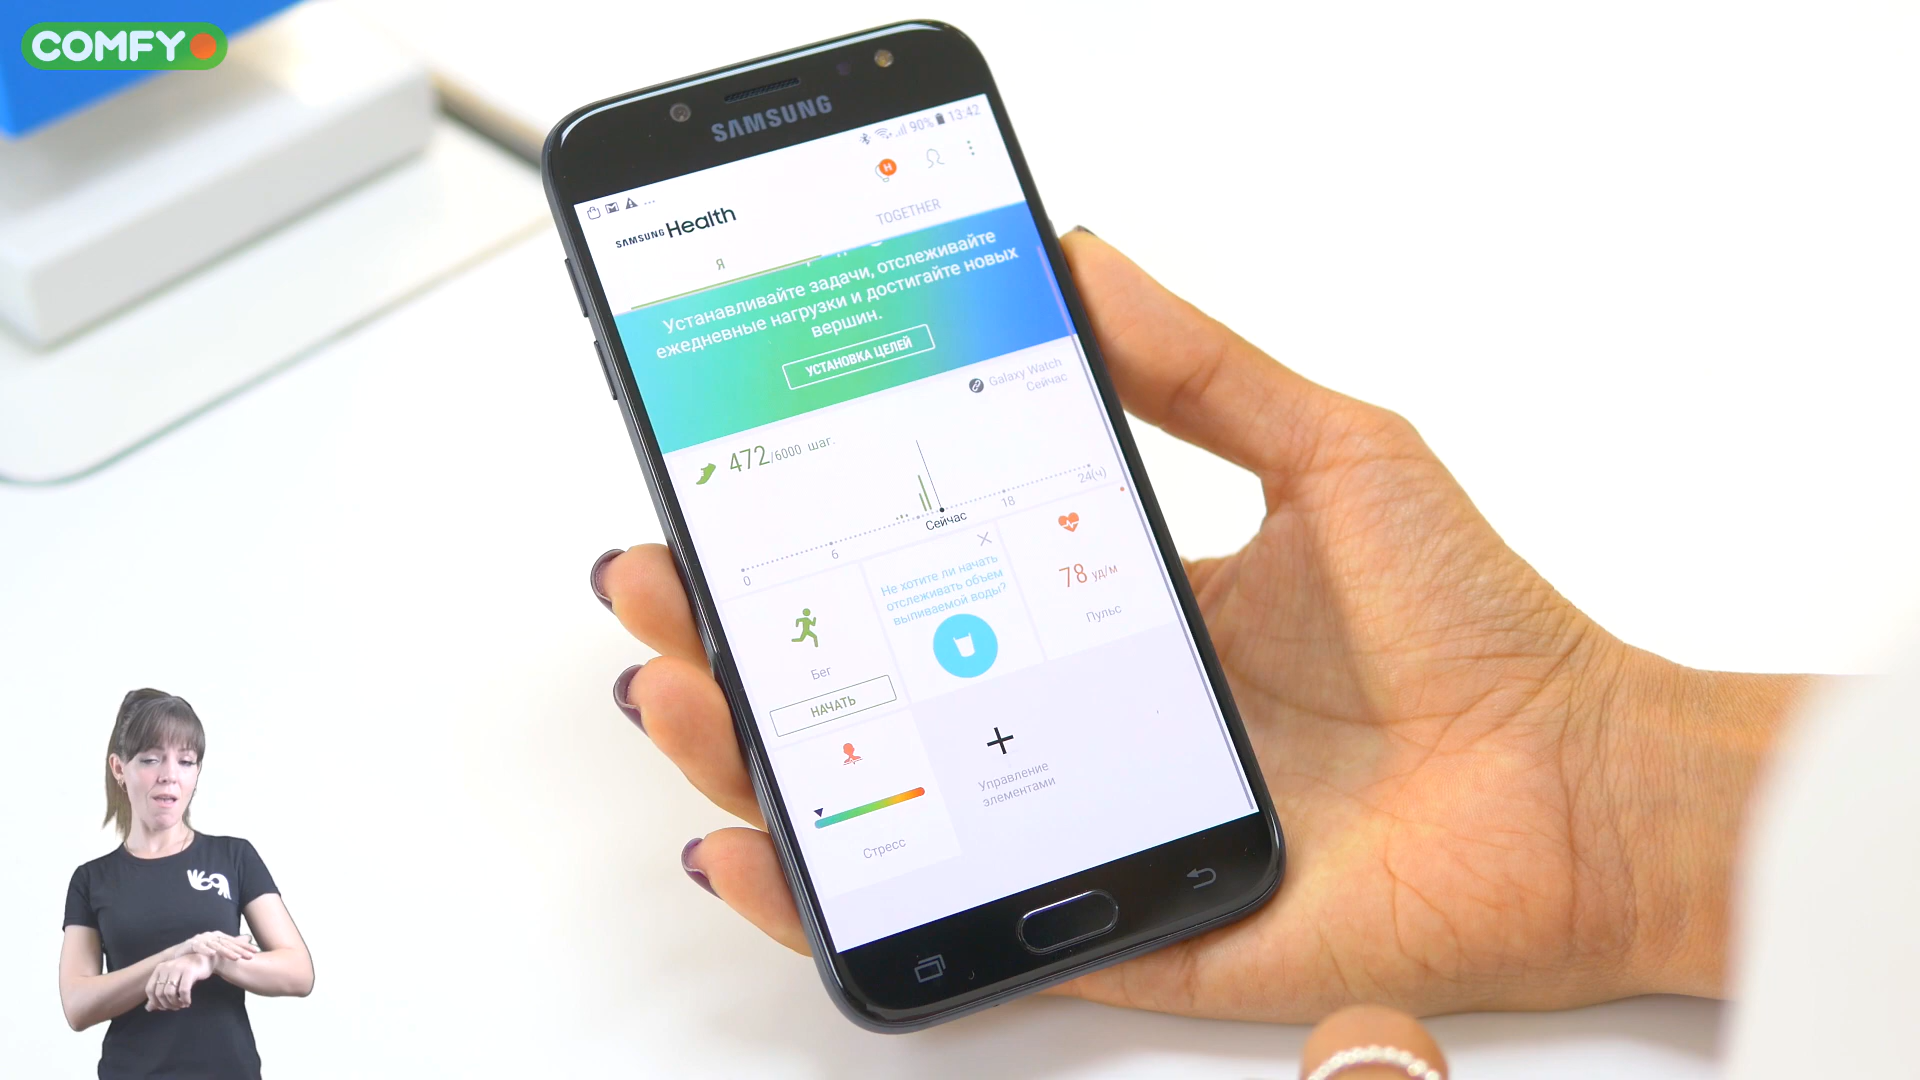 COMFY
SAMSUNG
90% 13:42
H
SAMSUNG Health
Я
TOGETHER
Устанавливайте задачи, отслеживайте
ежедневные нагрузки и достигайте новых
вершин.
УСТАНОВКА ЦЕЛЕЙ
Galaxy Watch
Сейчас
472/6000 шаг.
0
6
Сейчас
18
24(ч)
Бег
НАЧАТЬ
Не хотите ли начать
отслеживать объем
выпиваемой воды?
78 уд/м
Пульс
Стресс
Управление
элементами